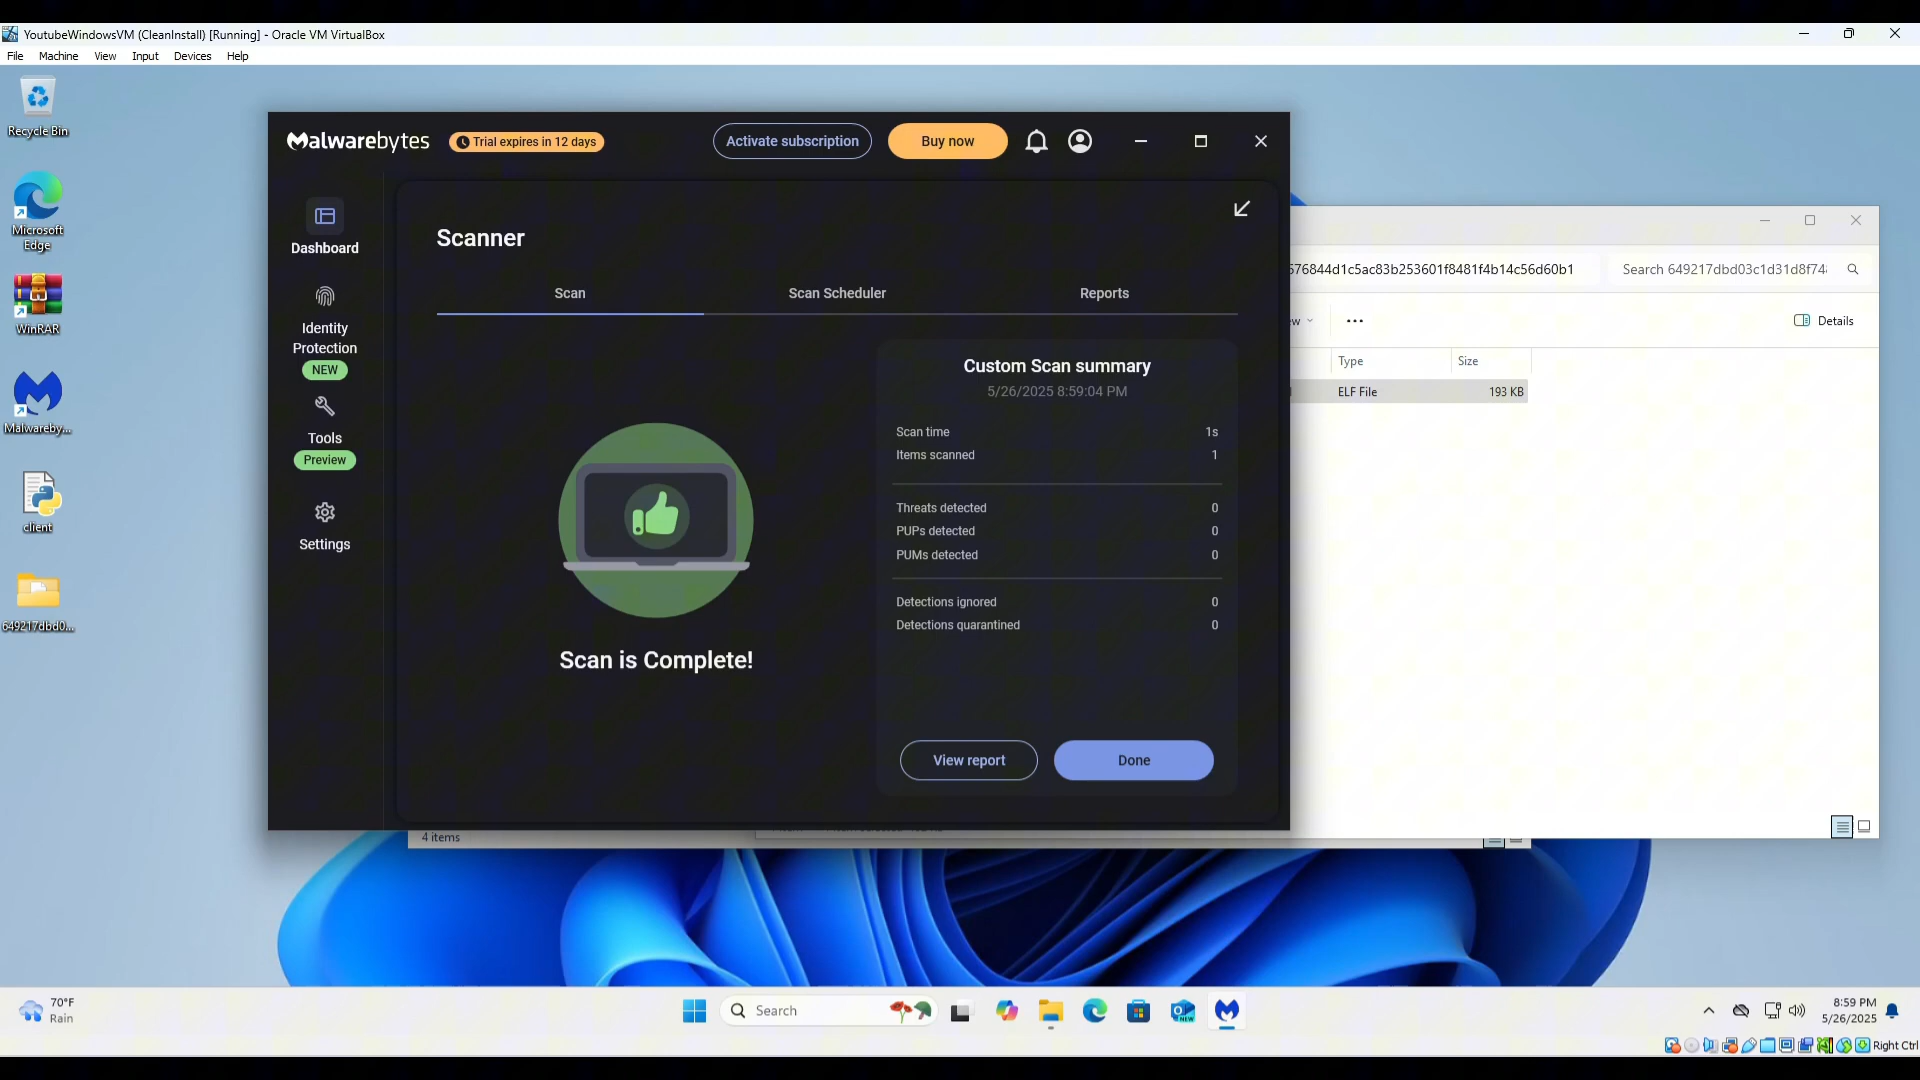 YoutubeWindowsVM (CleanInstall) [Running] - Oracle VM VirtualBox
File Machine View Input Devices Help
Recycle Bin
Microsoft
Edge
WinRAR
Malwareby...
client
649217dbd0...
Malwarebytes
Trial expires in 12 days
Activate subscription
Buy now
Dashboard
Identity
Protection
NEW
Tools
Preview
Settings
Scanner
Scan
Scan Scheduler
Reports
Scan is Complete!
Custom Scan summary
5/26/2025 8:59:04 PM
Scan time 1s
Items scanned 1
Threats detected 0
PUPs detected 0
PUMs detected 0
Detections ignored 0
Detections quarantined 0
View report
Done
576844d1c5ac83b253601f8481f4b14c56d60b1
Search 649217dbd03c1d31d8f74
Details
Type
Size
ELF File
193 KB
4 items
70°F
Rain
Search
NEW
8:59 PM
5/26/2025
Right Ctrl